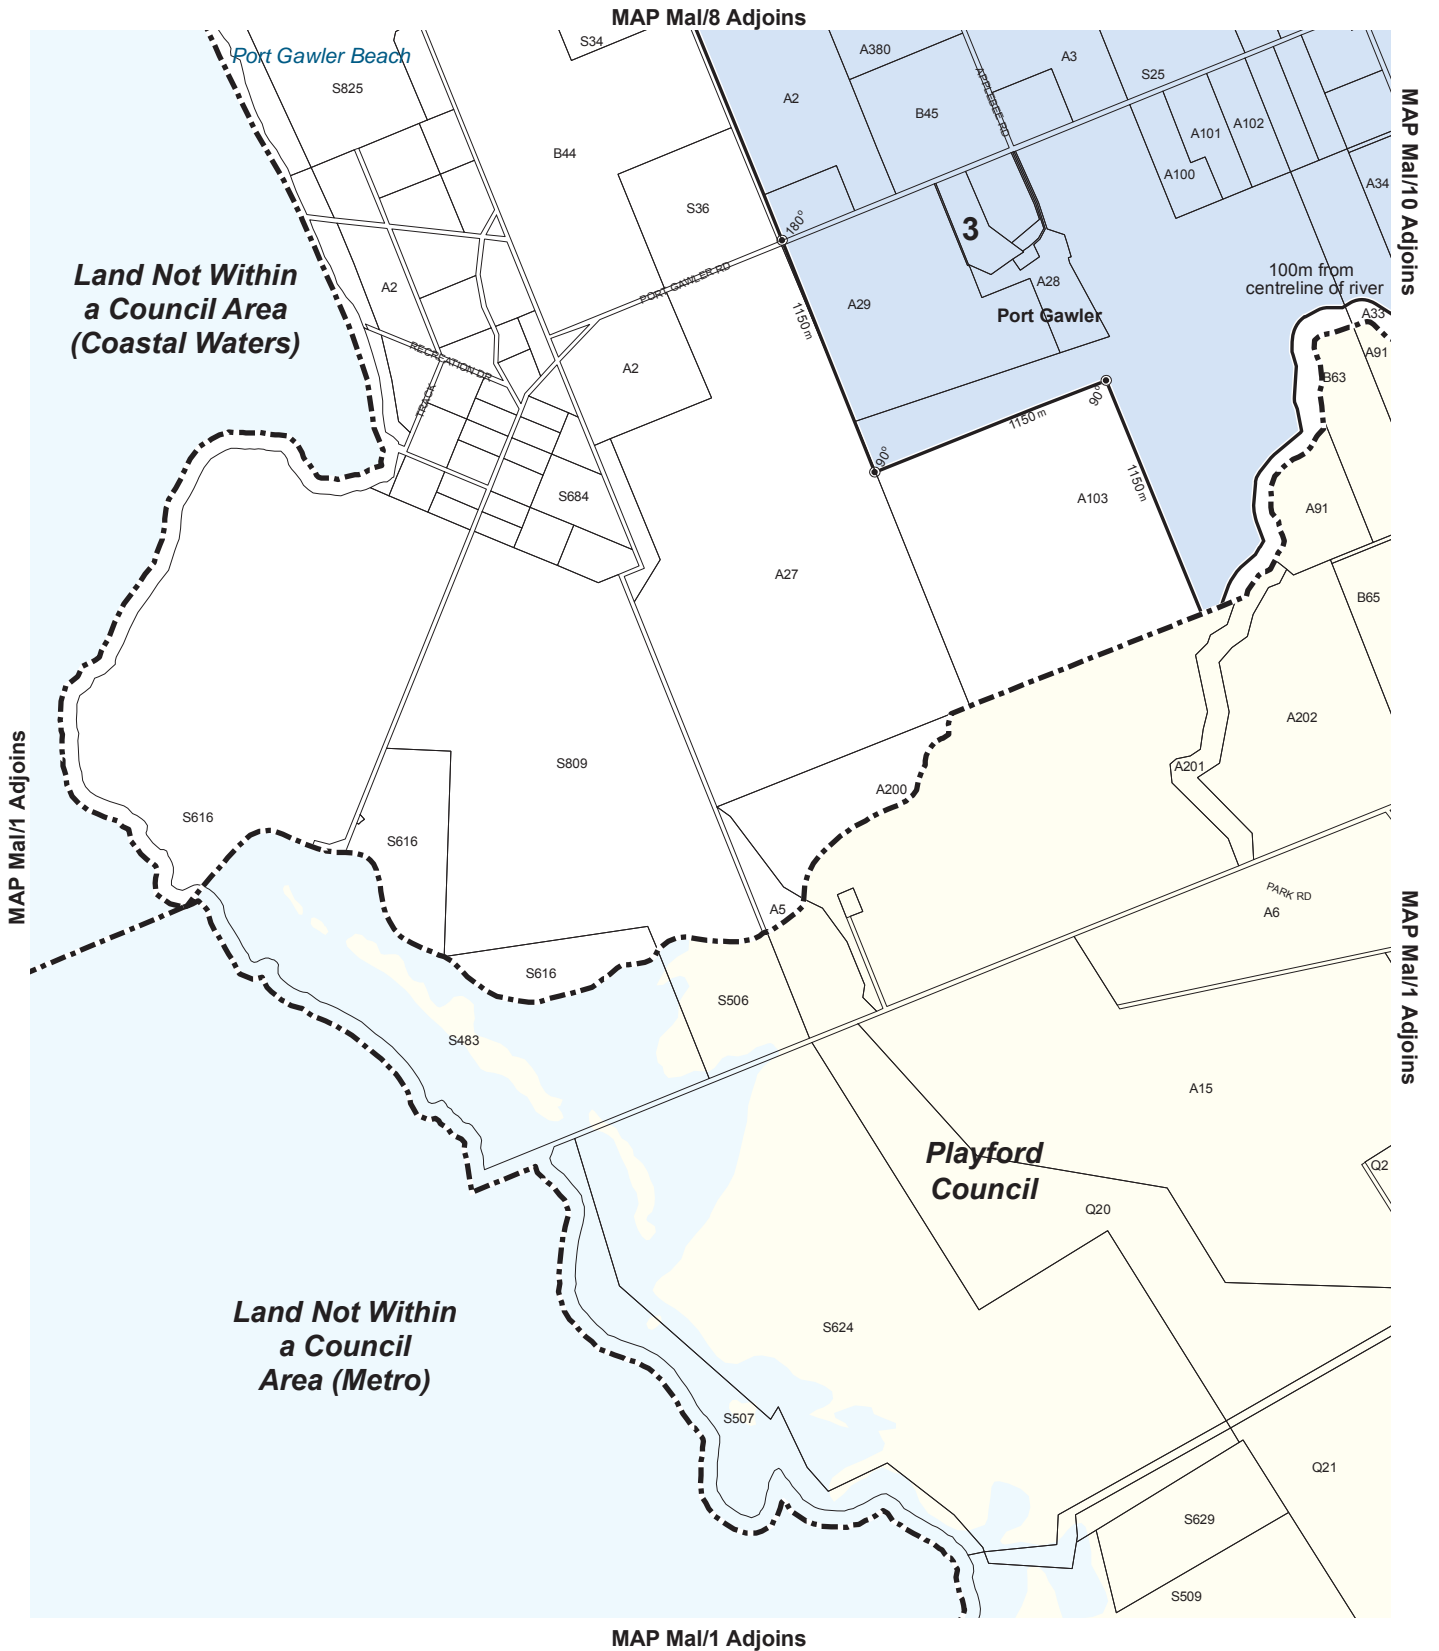 MAP Mal/8 Adjoins
Port Gawler Beach
S34
A380
A3
S25
S825
A2
B45
APPLEBEE RD
A101
A102
MAP Mal/10 Adjoins
B44
A100
A34
S36
180°
3
Land Not Within
a Council Area
(Coastal Waters)
A2
PORT GAWLER RD
1150m
A29
A28
Port Gawler
100m from
centreline of river
A33
RECREATION DR
TRACK
A2
A91
B63
90°
1150m
90°
1150m
S684
A103
A91
A27
B65
A202
A201
MAP Mal/1 Adjoins
S809
A200
S616
S616
A5
PARK RD
A6
MAP Mal/1 Adjoins
S616
S506
S483
A15
Playford
Council
Q2
Q20
Land Not Within
a Council
Area (Metro)
S624
S507
Q21
S629
S509
MAP Mal/1 Adjoins